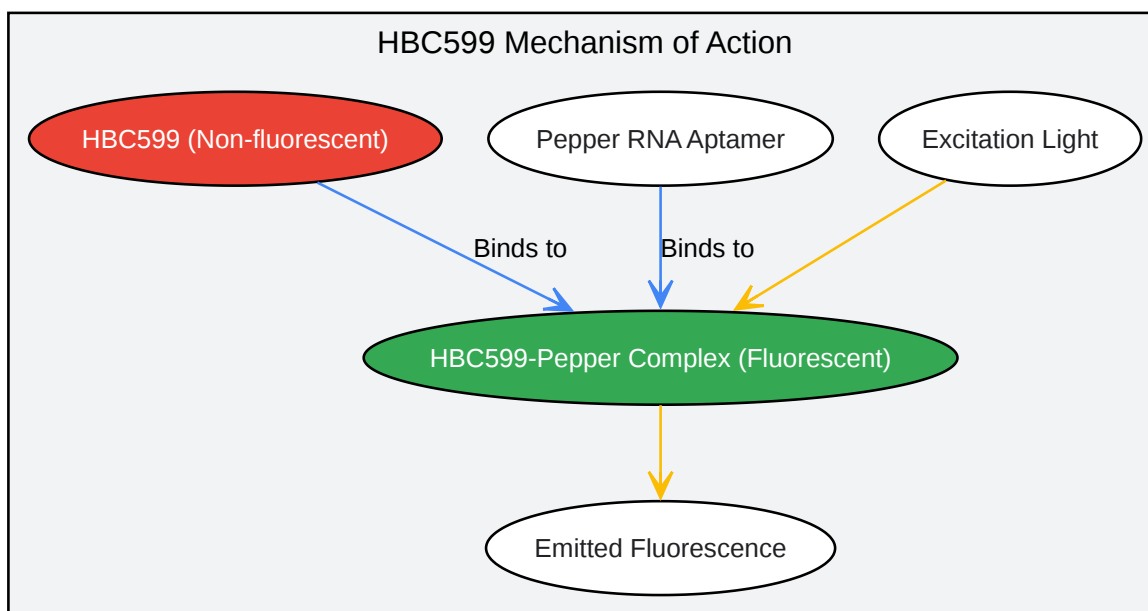 HBC599 Mechanism of Action
HBC599 (Non-fluorescent)
Pepper RNA Aptamer
Excitation Light
Binds to
Binds to
HBC599-Pepper Complex (Fluorescent)
Emitted Fluorescence